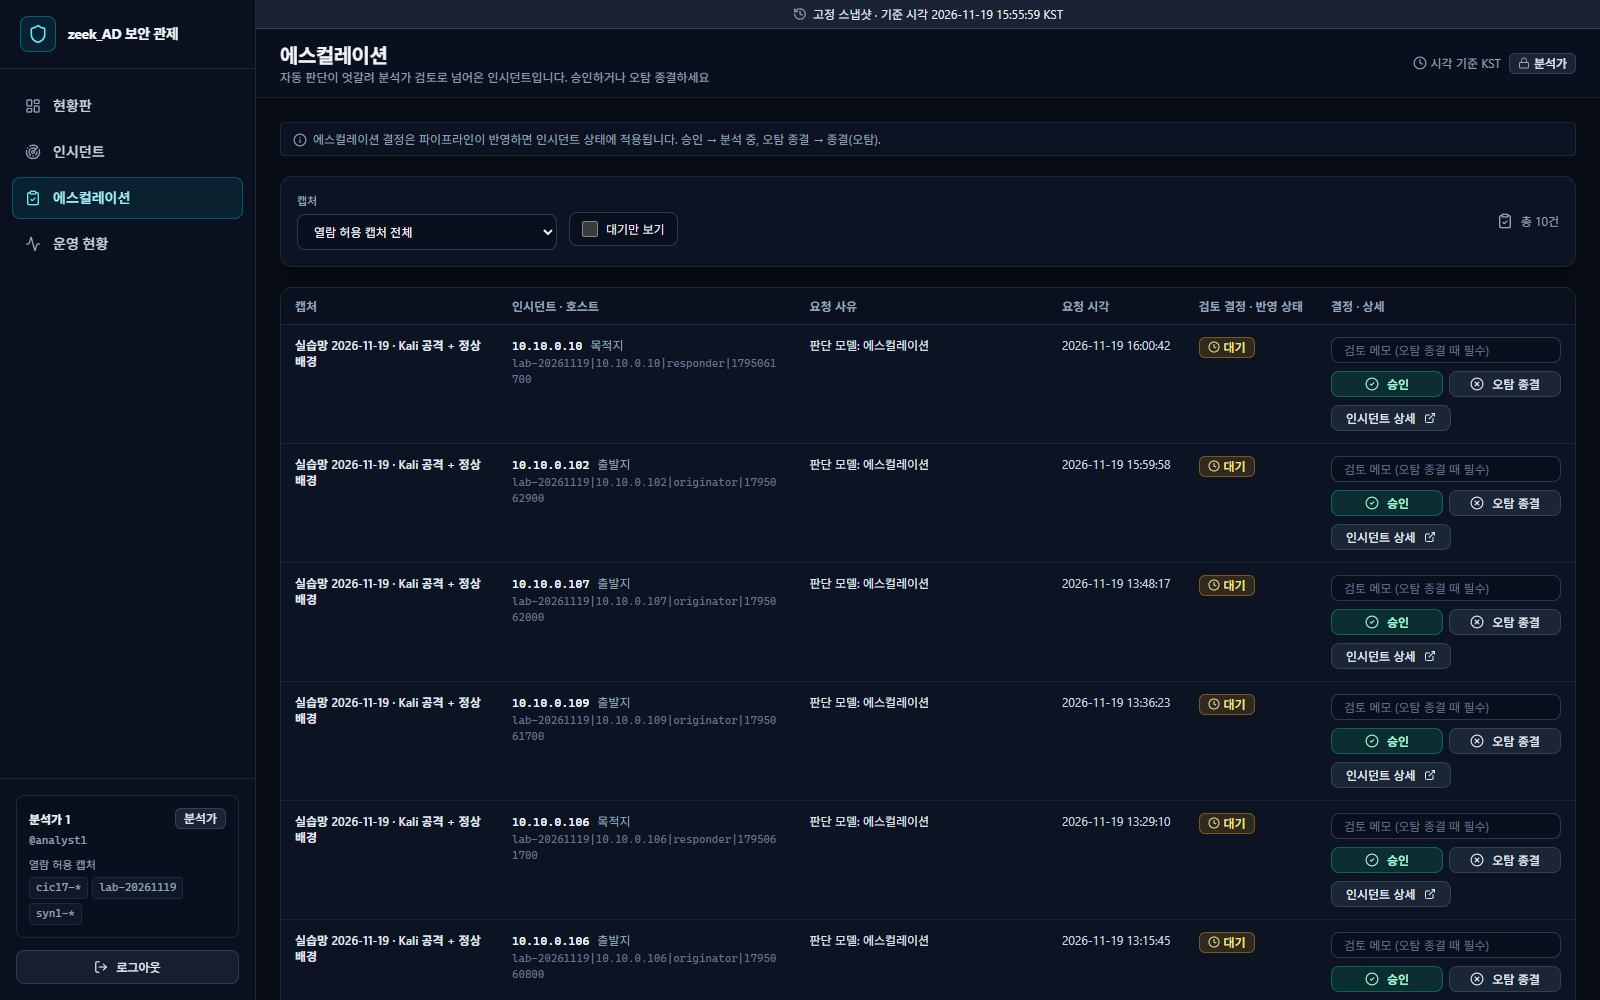 zeek_AD 보안 관제
현황판
인시던트
에스컬레이션
운영 현황
분석가 1
분석가
@analyst1
열람 허용 캡처
cic17-*
lab-20261119
syn1-*
로그아웃
고정 스냅샷 · 기준 시각 2026-11-19 15:55:59 KST
에스컬레이션
자동 판단이 엇갈려 분석가 검토로 넘어온 인시던트입니다. 승인하거나 오탐 종결하세요
시각 기준 KST
분석가
에스컬레이션 결정은 파이프라인이 반영하면 인시던트 상태에 적용됩니다. 승인 → 분석 중, 오탐 종결 → 종결(오탐).
캡처
열람 허용 캡처 전체
대기만 보기
총 10건
캡처 인시던트 · 호스트 요청 사유 요청 시각 검토 결정 · 반영 상태 결정 · 상세
실습망 2026-11-19 · Kali 공격 + 정상
배경
10.10.0.10 목적지
lab-20261119|10.10.0.10|responder|1795061
700
판단 모델: 에스컬레이션
2026-11-19 16:00:42
대기
검토 메모 (오탐 종결 때 필수)
승인
오탐 종결
인시던트 상세
실습망 2026-11-19 · Kali 공격 + 정상
배경
10.10.0.102 출발지
lab-20261119|10.10.0.102|originator|17950
62900
판단 모델: 에스컬레이션
2026-11-19 15:59:58
대기
검토 메모 (오탐 종결 때 필수)
승인
오탐 종결
인시던트 상세
실습망 2026-11-19 · Kali 공격 + 정상
배경
10.10.0.107 출발지
lab-20261119|10.10.0.107|originator|17950
62000
판단 모델: 에스컬레이션
2026-11-19 13:48:17
대기
검토 메모 (오탐 종결 때 필수)
승인
오탐 종결
인시던트 상세
실습망 2026-11-19 · Kali 공격 + 정상
배경
10.10.0.109 출발지
lab-20261119|10.10.0.109|originator|17950
61700
판단 모델: 에스컬레이션
2026-11-19 13:36:23
대기
검토 메모 (오탐 종결 때 필수)
승인
오탐 종결
인시던트 상세
실습망 2026-11-19 · Kali 공격 + 정상
배경
10.10.0.106 목적지
lab-20261119|10.10.0.106|responder|179506
1700
판단 모델: 에스컬레이션
2026-11-19 13:29:10
대기
검토 메모 (오탐 종결 때 필수)
승인
오탐 종결
인시던트 상세
실습망 2026-11-19 · Kali 공격 + 정상
배경
10.10.0.106 출발지
lab-20261119|10.10.0.106|originator|17950
60800
판단 모델: 에스컬레이션
2026-11-19 13:15:45
대기
검토 메모 (오탐 종결 때 필수)
승인
오탐 종결